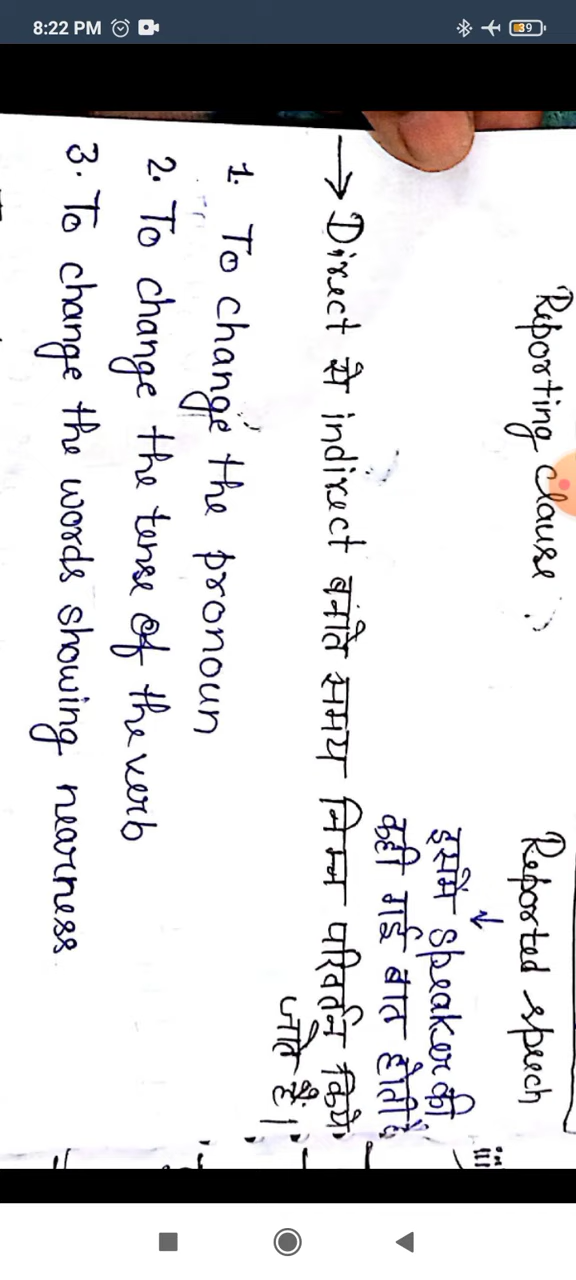 8:22 PM
39
Reporting clause
Reported speech
इसमें speaker की
कही गई बात होती है
→ Direct से indirect बनाते समय निम्न परिवर्तन किये
जाते हैं।
1. To change the pronoun
2. To change the tense of the verb
3. To change the words showing nearness